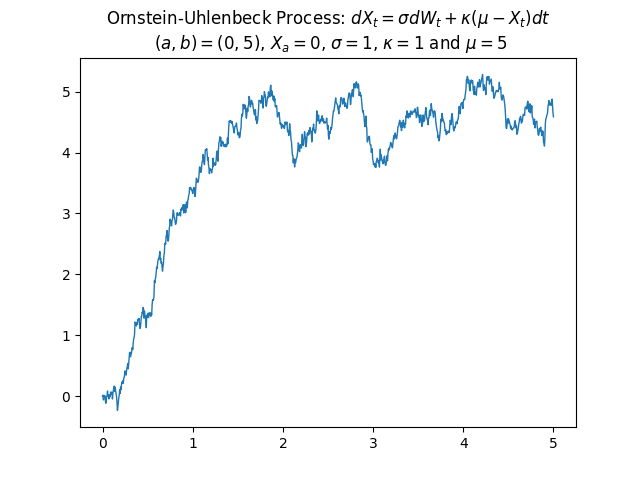 Ornstein-Uhlenbeck Process: $dX_t = \sigma dW_t + \kappa(\mu - X_t)dt$
$(a, b) = (0, 5)$, $X_a = 0$, $\sigma = 1$, $\kappa = 1$ and $\mu = 5$
5
4
3
2
1
0
0 1 2 3 4 5